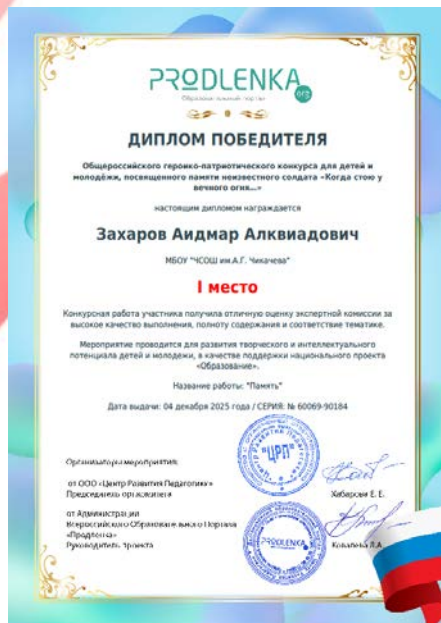 PRODLENKA
.org
Образовательный портал
ДИПЛОМ ПОБЕДИТЕЛЯ
Общероссийского героико-патриотического конкурса для детей и
молодёжи, посвященного памяти неизвестного солдата «Когда стою у
вечного огня...»
настоящим дипломом награждается
Захаров Аидмар Алквиадович
МБОУ "ЧСОШ им.А.Г. Чикачева"
I место
Конкурсная работа участника получила отличную оценку экспертной комиссии за
высокое качество выполнения, полноту содержания и соответствие тематике.
Мероприятие проводится для развития творческого и интеллектуального
потенциала детей и молодежи, в качестве поддержки национального проекта
«Образование».
Название работы: "Память"
Дата выдачи: 04 декабря 2025 года / СЕРИЯ: № 60069-90184
Организаторы мероприятия:
от ООО «Центр Развития Педагогики»
Председатель оргкомитета
Хабарова Е. Е.
от Администрации
Всероссийского Образовательного Портала
«Продленка»
Руководитель проекта
Ковалева Л.А.
"ЦРП"
PRODLENKA